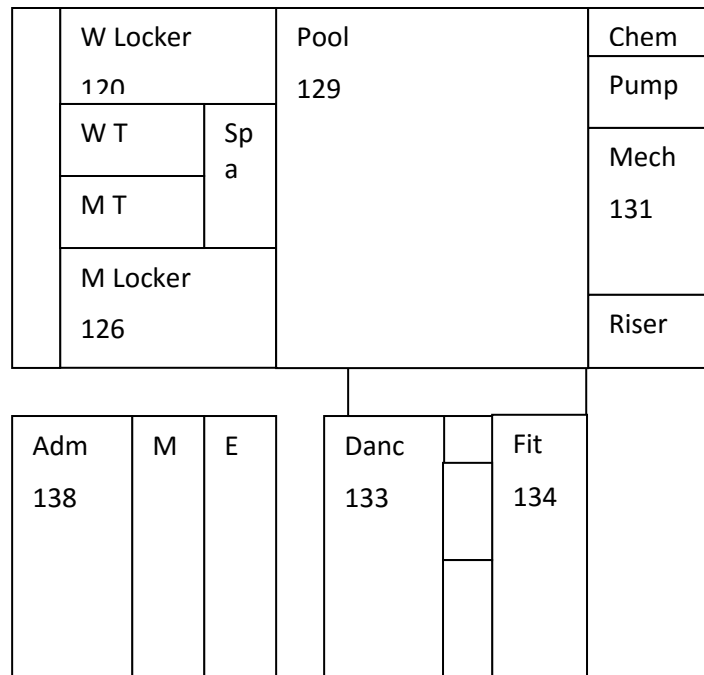 W Locker
120
Pool
129
Chem
Pump
W T
Sp
a
Mech
131
M T
M Locker
126
Riser
Adm
138
M
E
Danc
133
Fit
134